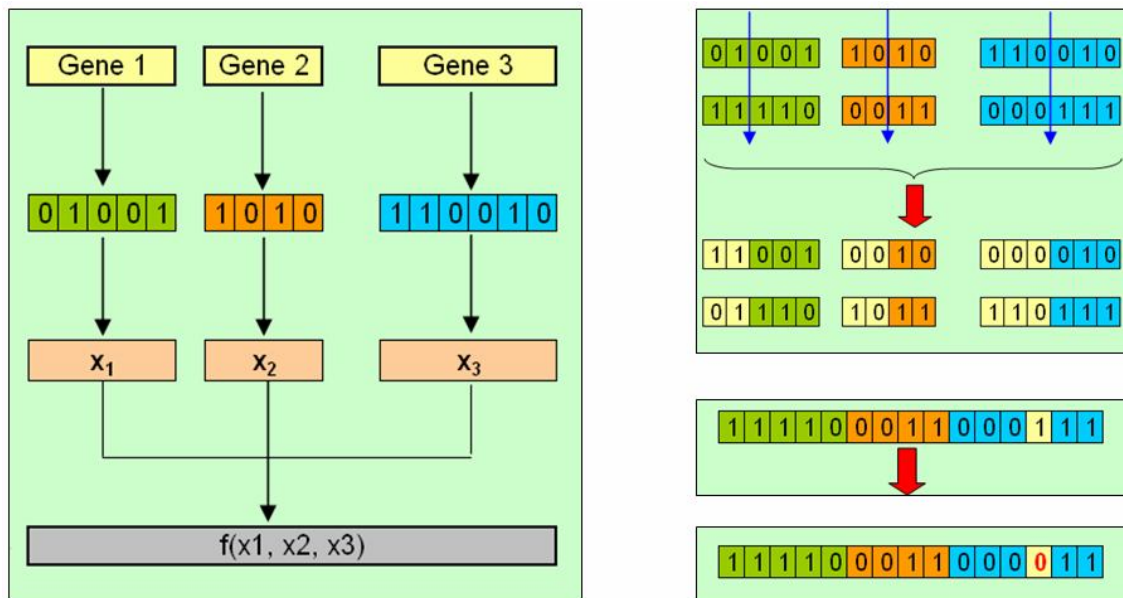 Gene 1 Gene 2 Gene 3
0 1 0 0 1 1 0 1 0 1 1 0 0 1 0
x1 x2 x3
f(x1, x2, x3)
0 1 0 0 1 1 0 1 0 1 1 0 0 1 0
1 1 1 1 0 0 0 1 1 0 0 0 1 1 1
1 1 0 0 1 0 0 1 0 0 0 0 0 1 0
0 1 1 1 0 1 0 1 1 1 1 0 1 1 1
1 1 1 1 0 0 0 1 1 0 0 0 1 1 1
1 1 1 1 0 0 0 1 1 0 0 0 0 1 1